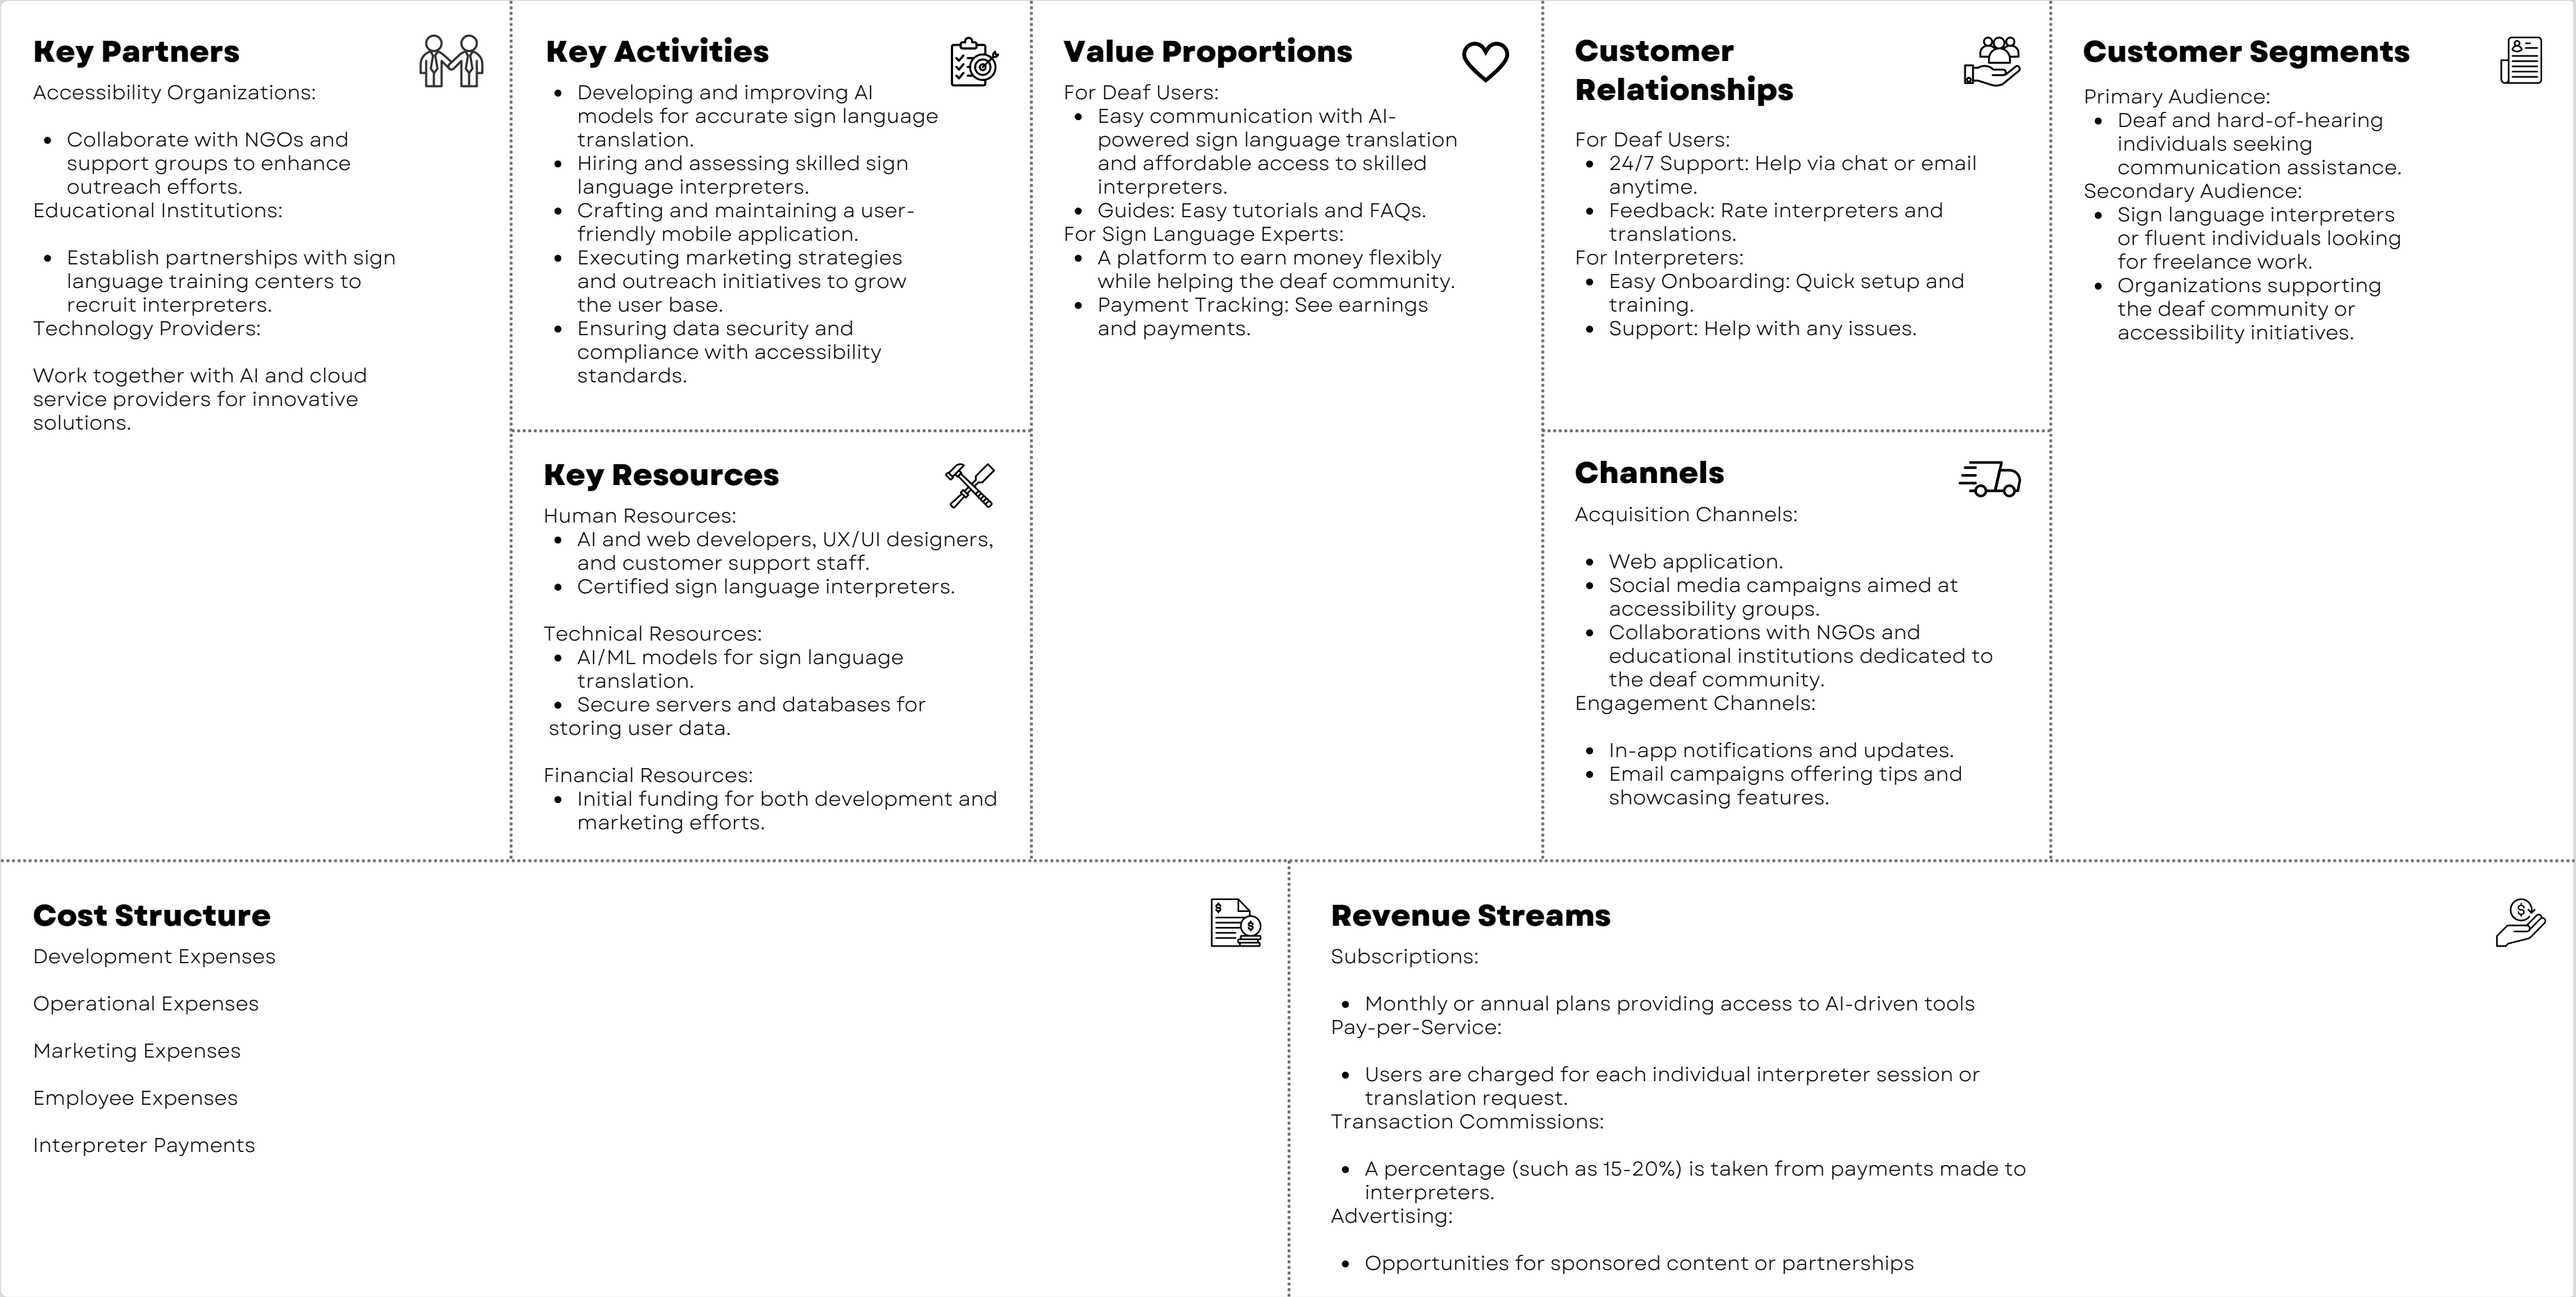 Key Partners
Accessibility Organizations:
• Collaborate with NGOs and
support groups to enhance
outreach efforts.
Educational Institutions:
• Establish partnerships with sign
language training centers to
recruit interpreters.
Technology Providers:
Work together with AI and cloud
service providers for innovative
solutions.
Key Activities
• Developing and improving AI
models for accurate sign language
translation.
• Hiring and assessing skilled sign
language interpreters.
• Crafting and maintaining a user-
friendly mobile application.
• Executing marketing strategies
and outreach initiatives to grow
the user base.
• Ensuring data security and
compliance with accessibility
standards.
Key Resources
Human Resources:
• AI and web developers, UX/UI designers,
and customer support staff.
• Certified sign language interpreters.
Technical Resources:
• AI/ML models for sign language
translation.
• Secure servers and databases for
storing user data.
Financial Resources:
• Initial funding for both development and
marketing efforts.
Value Proportions
For Deaf Users:
• Easy communication with AI-
powered sign language translation
and affordable access to skilled
interpreters.
• Guides: Easy tutorials and FAQs.
For Sign Language Experts:
• A platform to earn money flexibly
while helping the deaf community.
• Payment Tracking: See earnings
and payments.
Customer
Relationships
For Deaf Users:
• 24/7 Support: Help via chat or email
anytime.
• Feedback: Rate interpreters and
translations.
For Interpreters:
• Easy Onboarding: Quick setup and
training.
• Support: Help with any issues.
Channels
Acquisition Channels:
• Web application.
• Social media campaigns aimed at
accessibility groups.
• Collaborations with NGOs and
educational institutions dedicated to
the deaf community.
Engagement Channels:
• In-app notifications and updates.
• Email campaigns offering tips and
showcasing features.
Customer Segments
Primary Audience:
• Deaf and hard-of-hearing
individuals seeking
communication assistance.
Secondary Audience:
• Sign language interpreters
or fluent individuals looking
for freelance work.
• Organizations supporting
the deaf community or
accessibility initiatives.
Cost Structure
Development Expenses
Operational Expenses
Marketing Expenses
Employee Expenses
Interpreter Payments
Revenue Streams
Subscriptions:
• Monthly or annual plans providing access to AI-driven tools
Pay-per-Service:
• Users are charged for each individual interpreter session or
translation request.
Transaction Commissions:
• A percentage (such as 15-20%) is taken from payments made to
interpreters.
Advertising:
• Opportunities for sponsored content or partnerships